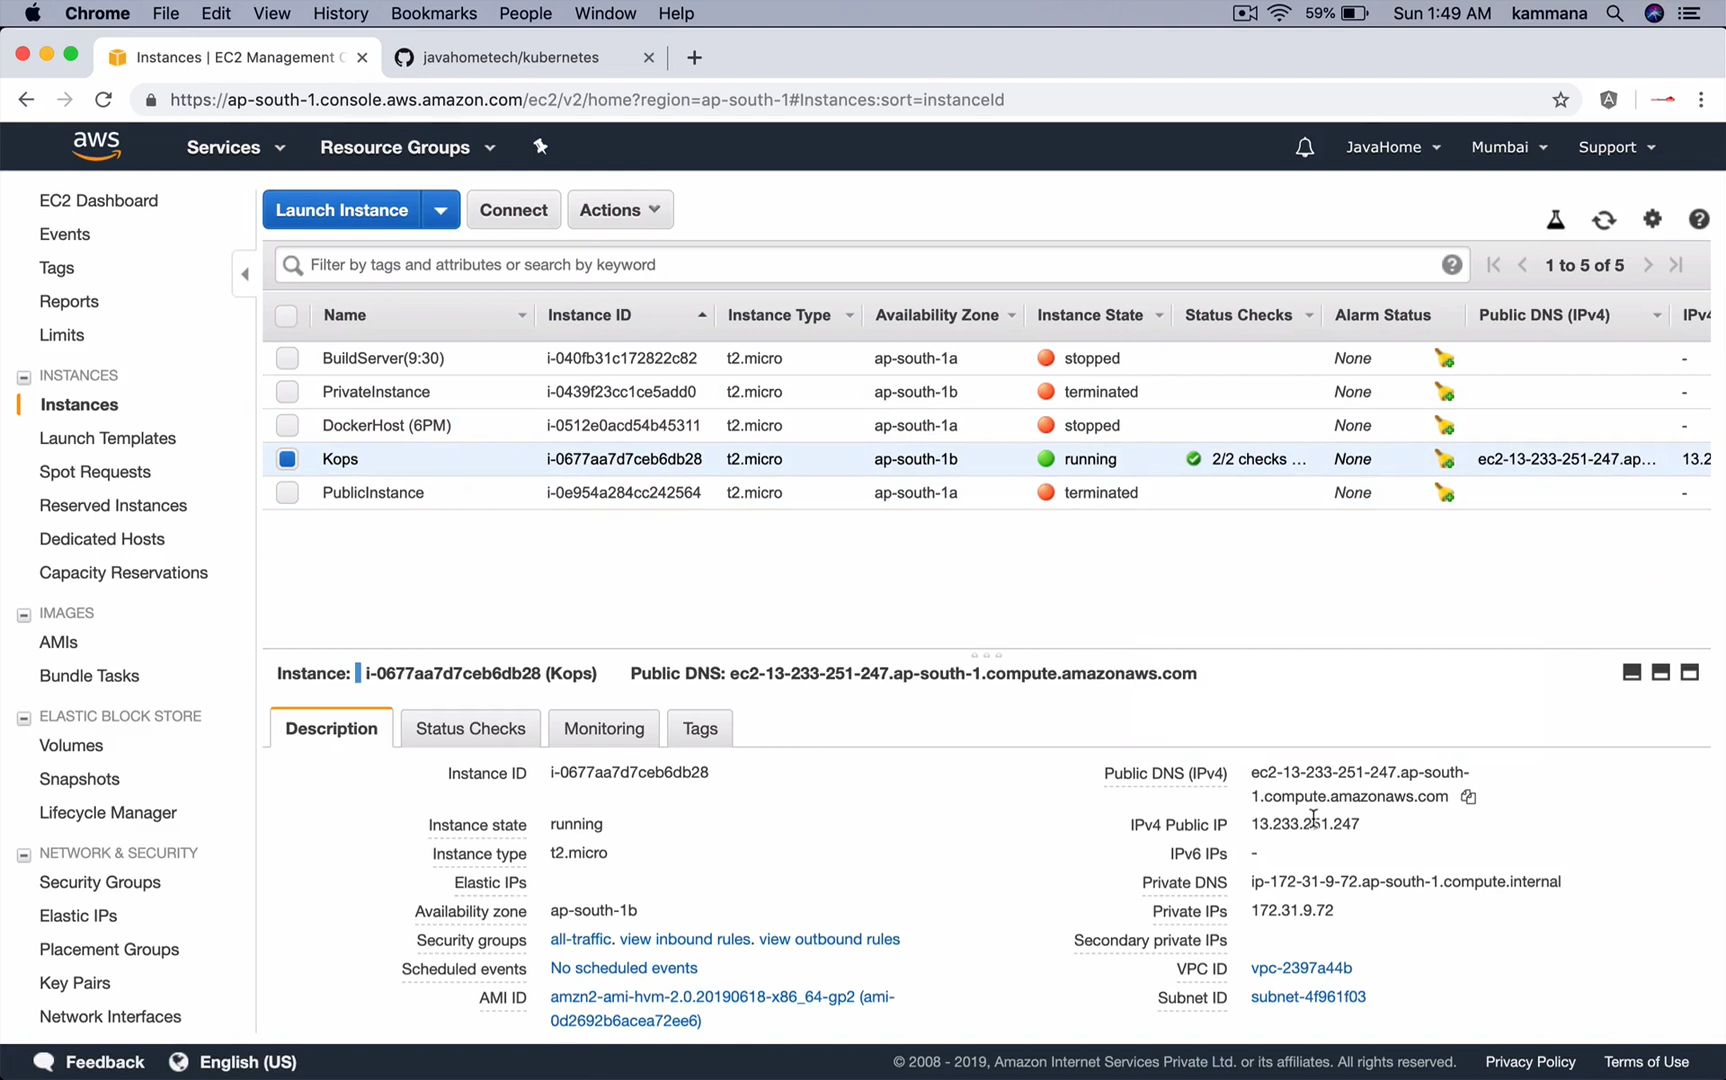 Chrome File Edit View History Bookmarks People Window Help 59% Sun 1:49 AM kammana
Instances | EC2 Management C javahometech/kubernetes
https://ap-south-1.console.aws.amazon.com/ec2/v2/home?region=ap-south-1#Instances:sort=instanceId
aws Services Resource Groups JavaHome Mumbai Support
EC2 Dashboard
Events
Tags
Reports
Limits
INSTANCES
Instances
Launch Templates
Spot Requests
Reserved Instances
Dedicated Hosts
Capacity Reservations
IMAGES
AMIs
Bundle Tasks
ELASTIC BLOCK STORE
Volumes
Snapshots
Lifecycle Manager
NETWORK & SECURITY
Security Groups
Elastic IPs
Placement Groups
Key Pairs
Network Interfaces
Launch Instance Connect Actions
Filter by tags and attributes or search by keyword 1 to 5 of 5
Name Instance ID Instance Type Availability Zone Instance State Status Checks Alarm Status Public DNS (IPv4) IPv4
BuildServer(9:30) i-040fb31c172822c82 t2.micro ap-south-1a stopped None -
PrivateInstance i-0439f23cc1ce5add0 t2.micro ap-south-1b terminated None -
DockerHost (6PM) i-0512e0acd54b45311 t2.micro ap-south-1a stopped None -
Kops i-0677aa7d7ceb6db28 t2.micro ap-south-1b running 2/2 checks ... None ec2-13-233-251-247.ap... 13.2
PublicInstance i-0e954a284cc242564 t2.micro ap-south-1a terminated None -
Instance: i-0677aa7d7ceb6db28 (Kops) Public DNS: ec2-13-233-251-247.ap-south-1.compute.amazonaws.com
Description Status Checks Monitoring Tags
Instance ID i-0677aa7d7ceb6db28
Instance state running
Instance type t2.micro
Elastic IPs
Availability zone ap-south-1b
Security groups all-traffic. view inbound rules. view outbound rules
Scheduled events No scheduled events
AMI ID amzn2-ami-hvm-2.0.20190618-x86_64-gp2 (ami-
0d2692b6acea72ee6)
Public DNS (IPv4) ec2-13-233-251-247.ap-south-
1.compute.amazonaws.com
IPv4 Public IP 13.233.251.247
IPv6 IPs -
Private DNS ip-172-31-9-72.ap-south-1.compute.internal
Private IPs 172.31.9.72
Secondary private IPs
VPC ID vpc-2397a44b
Subnet ID subnet-4f961f03
Feedback English (US) © 2008 - 2019, Amazon Internet Services Private Ltd. or its affiliates. All rights reserved. Privacy Policy Terms of Use